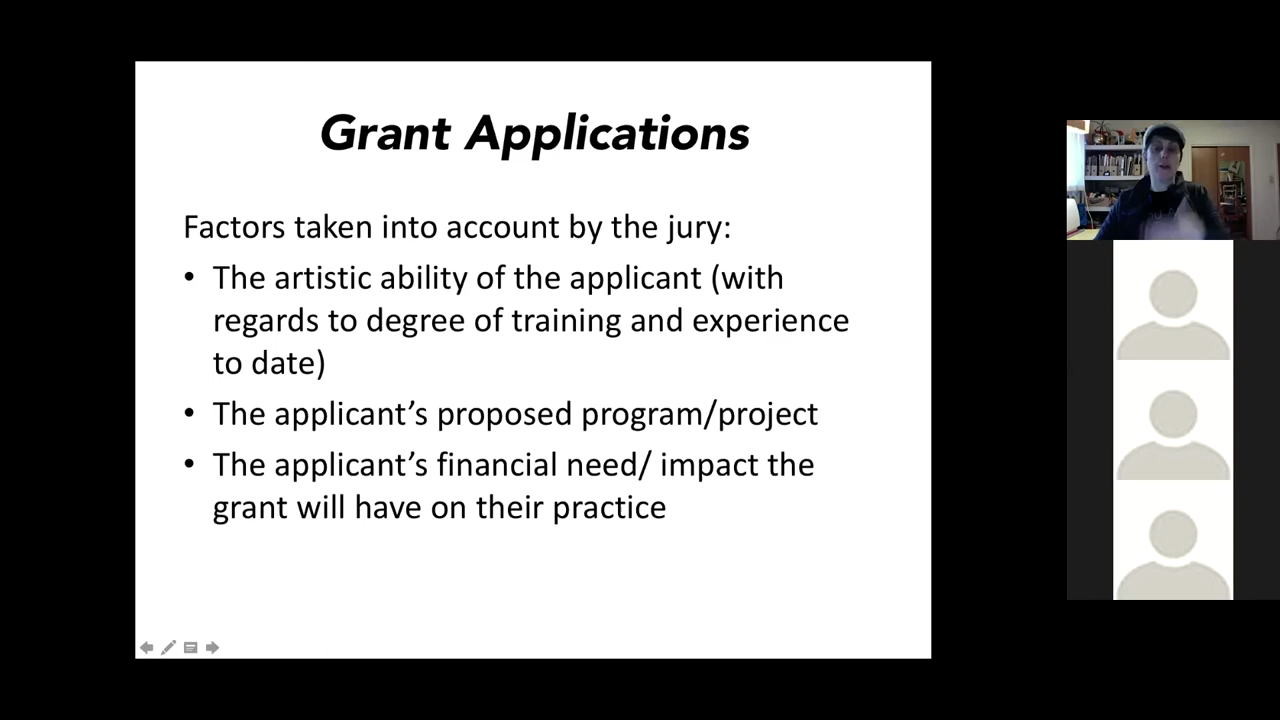 Grant Applications
Factors taken into account by the jury:
• The artistic ability of the applicant (with
regards to degree of training and experience
to date)
• The applicant’s proposed program/project
• The applicant’s financial need/ impact the
grant will have on their practice